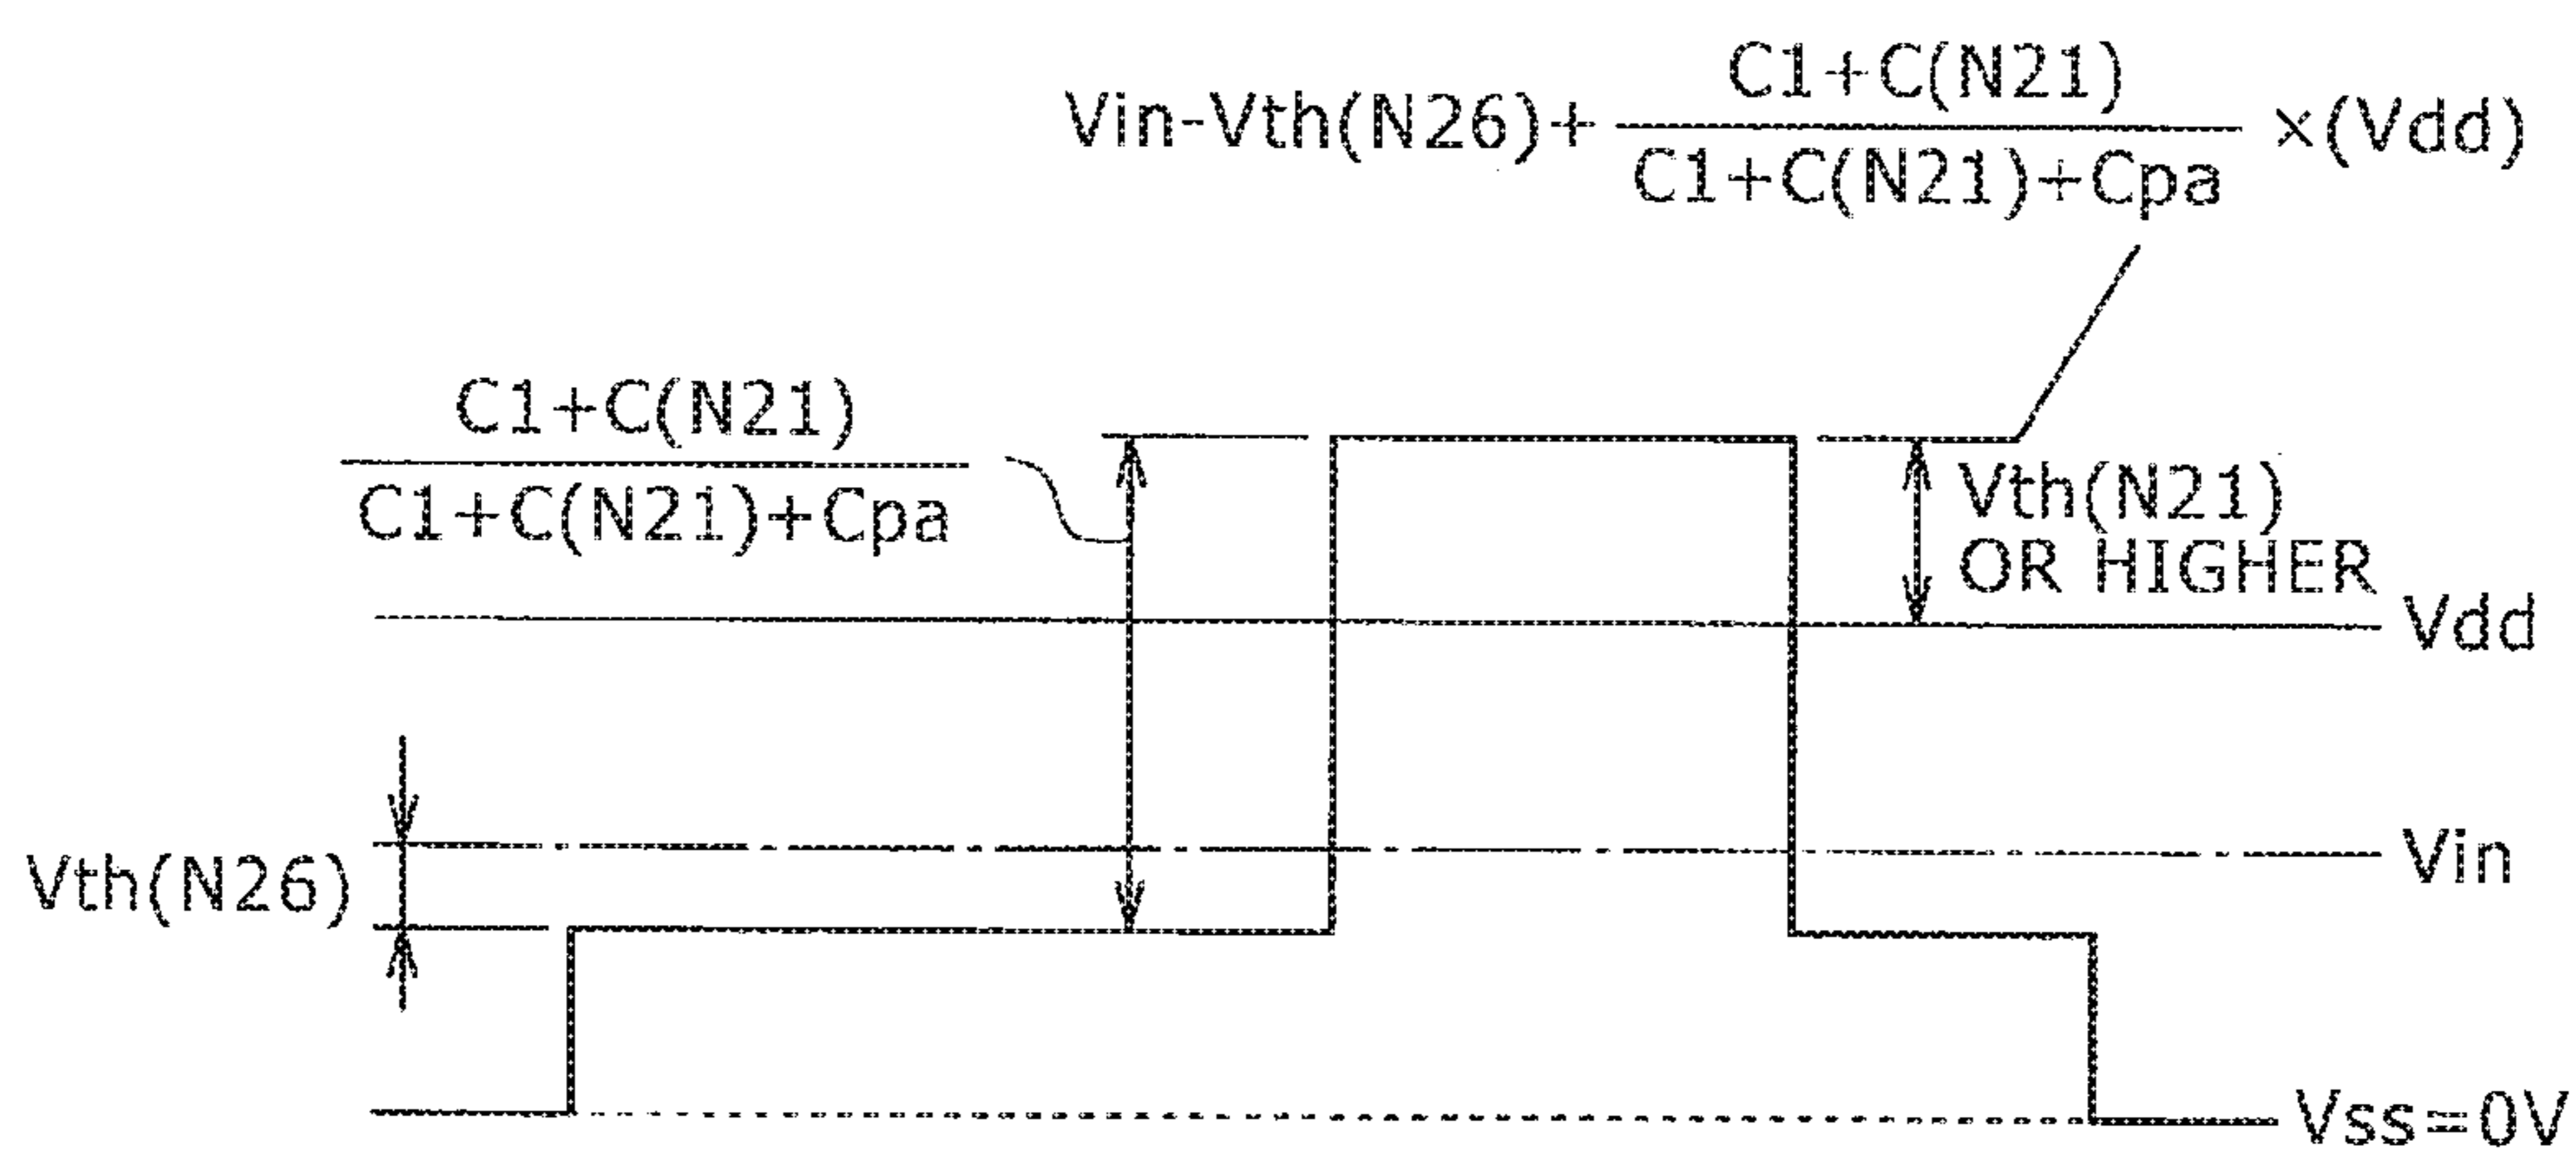 C1+C(N21)
Vin-Vth(N26)+ ×(Vdd)
C1+C(N21)+Cpa
C1+C(N21)
C1+C(N21)+Cpa
Vth(N21)
OR HIGHER
Vdd
Vin
Vth(N26)
Vss=0V